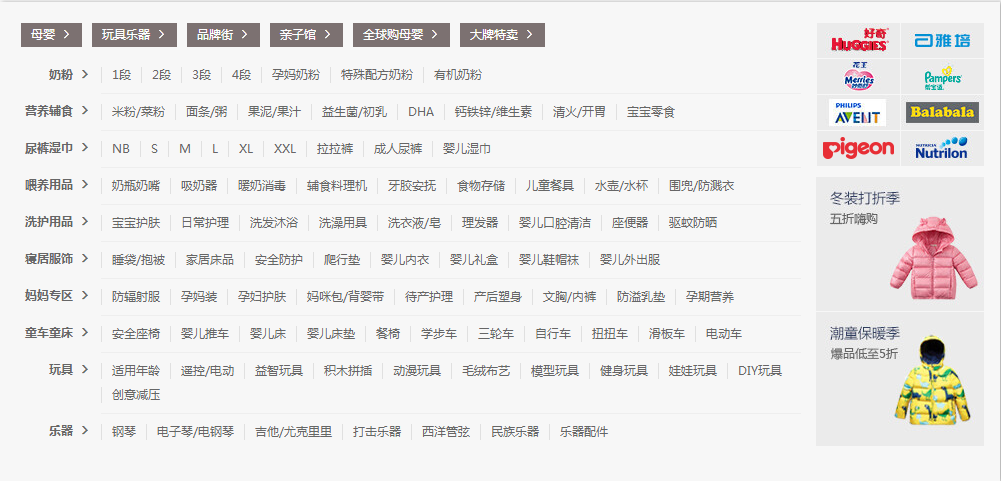 母婴 > 玩具乐器 > 品牌街 > 亲子馆 > 全球购母婴 > 大牌特卖 >
奶粉 > 1段 2段 3段 4段 孕妈奶粉 特殊配方奶粉 有机奶粉
营养辅食 > 米粉/菜粉 面条/粥 果泥/果汁 益生菌/初乳 DHA 钙铁锌/维生素 清火/开胃 宝宝零食
尿裤湿巾 > NB S M L XL XXL 拉拉裤 成人尿裤 婴儿湿巾
喂养用品 > 奶瓶奶嘴 吸奶器 暖奶消毒 辅食料理机 牙胶安抚 食物存储 儿童餐具 水壶/水杯 围兜/防溅衣
洗护用品 > 宝宝护肤 日常护理 洗发沐浴 洗澡用具 洗衣液/皂 理发器 婴儿口腔清洁 座便器 驱蚊防晒
寝居服饰 > 睡袋/抱被 家居床品 安全防护 爬行垫 婴儿内衣 婴儿礼盒 婴儿鞋帽袜 婴儿外出服
妈妈专区 > 防辐射服 孕妈装 孕妇护肤 妈咪包/背婴带 待产护理 产后塑身 文胸/内裤 防溢乳垫 孕期营养
童车童床 > 安全座椅 婴儿推车 婴儿床 婴儿床垫 餐椅 学步车 三轮车 自行车 扭扭车 滑板车 电动车
玩具 > 适用年龄 遥控/电动 益智玩具 积木拼插 动漫玩具 毛绒布艺 模型玩具 健身玩具 娃娃玩具 DIY玩具
创意减压
乐器 > 钢琴 电子琴/电钢琴 吉他/尤克里里 打击乐器 西洋管弦 民族乐器 乐器配件
好奇
HUGGIES
雅培
花王
Merries
Pampers
帮宝适
PHILIPS
AVENT
Balabala
pigeon
NUTRICIA
Nutrilon
冬装打折季
五折嗨购
潮童保暖季
爆品低至5折